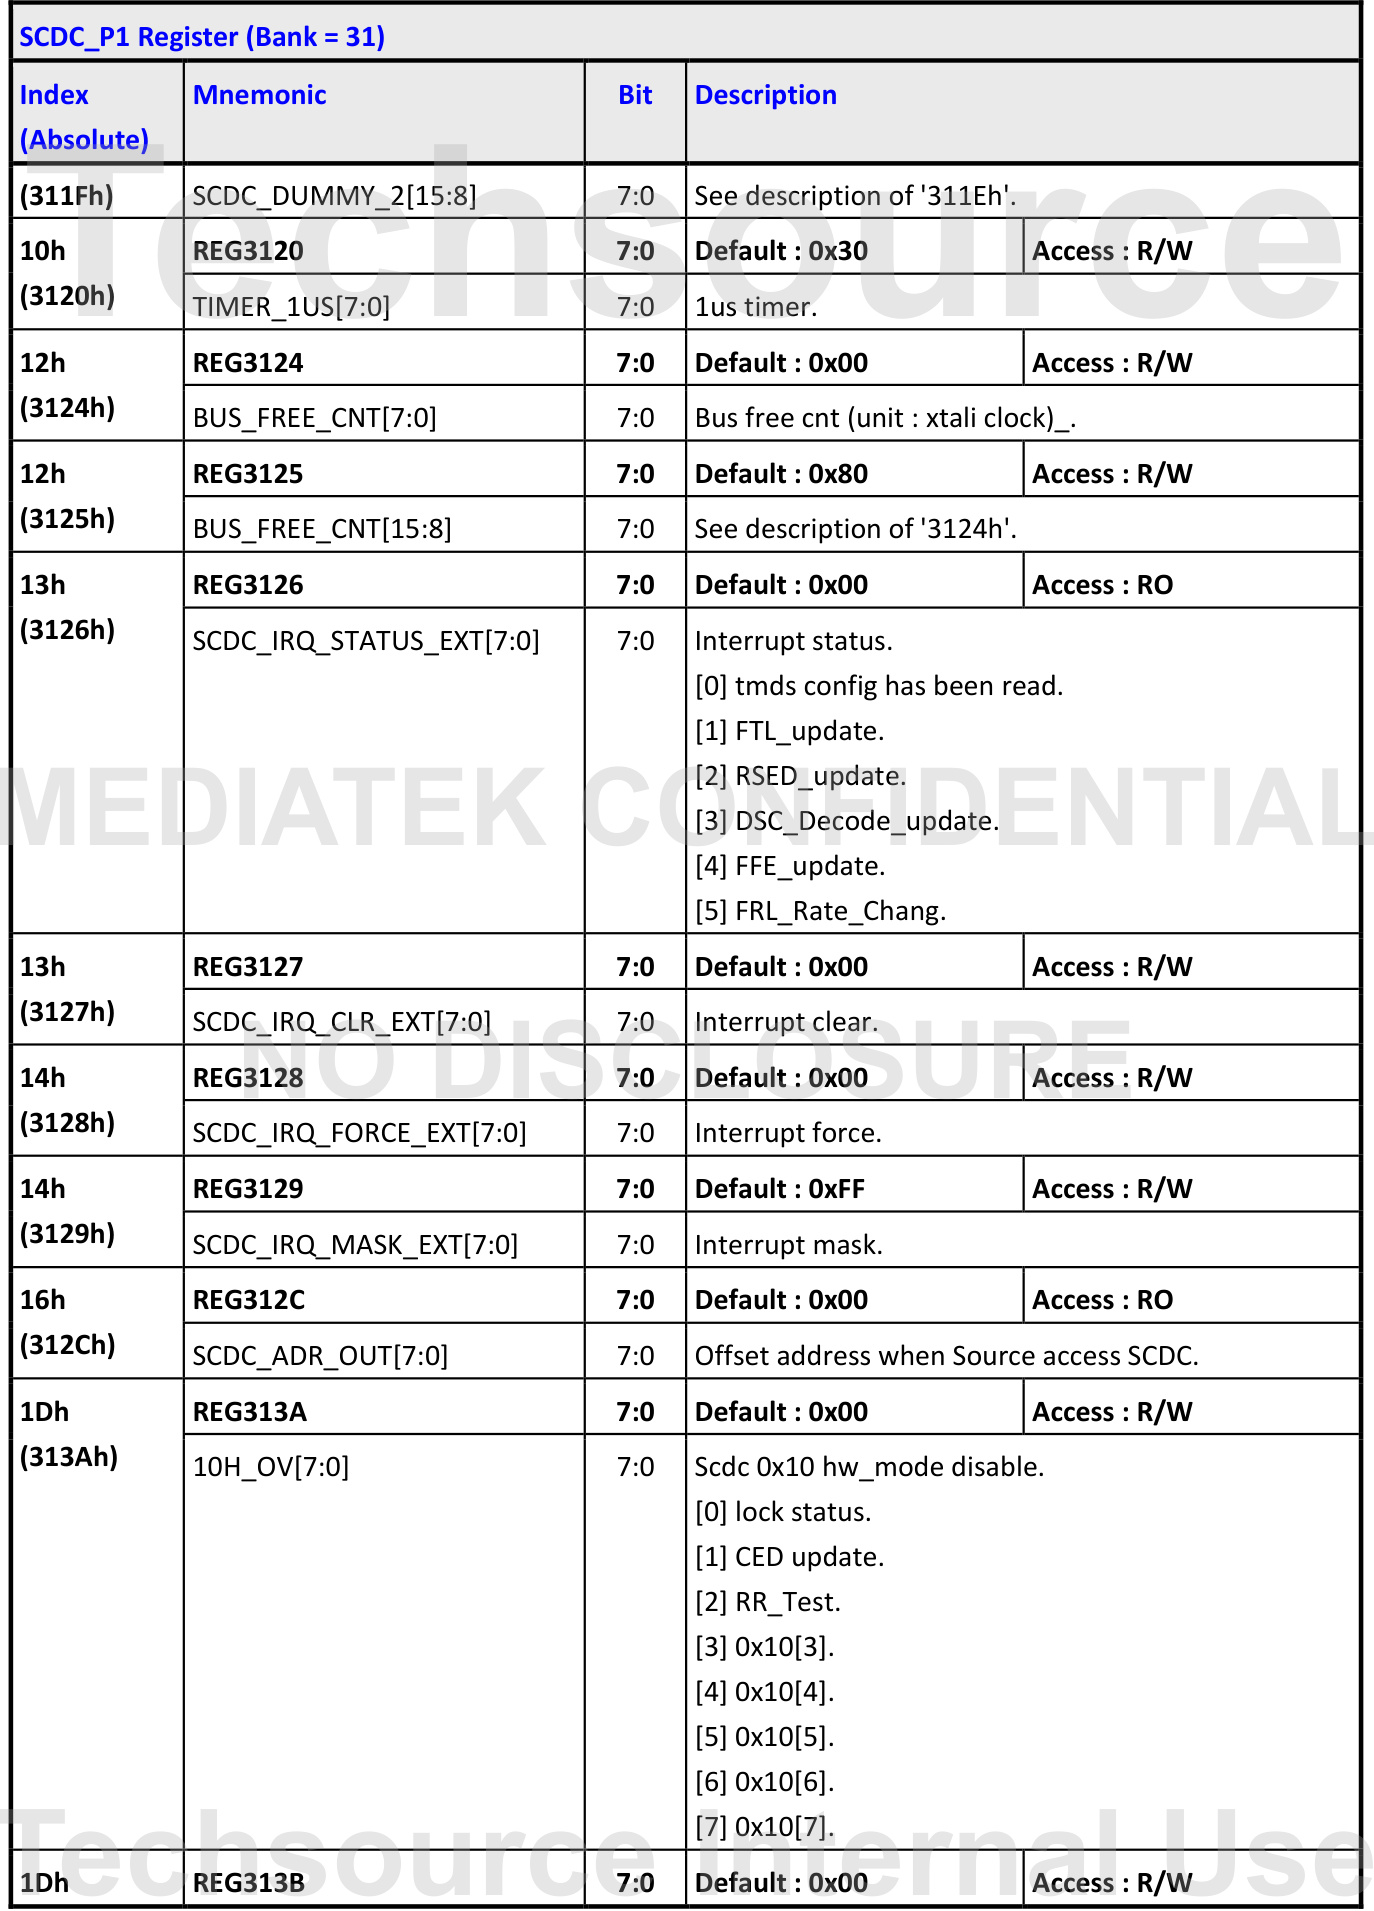 SCDC_P1 Register (Bank = 31)
Index
(Absolute)
Mnemonic
Bit
Description
(311Fh)
SCDC_DUMMY_2[15:8]
7:0
See description of '311Eh'.
10h
(3120h)
REG3120
7:0
Default : 0x30
Access : R/W
TIMER_1US[7:0]
7:0
1us timer.
12h
(3124h)
REG3124
7:0
Default : 0x00
Access : R/W
BUS_FREE_CNT[7:0]
7:0
Bus free cnt (unit : xtali clock)_.
12h
(3125h)
REG3125
7:0
Default : 0x80
Access : R/W
BUS_FREE_CNT[15:8]
7:0
See description of '3124h'.
13h
(3126h)
REG3126
7:0
Default : 0x00
Access : RO
SCDC_IRQ_STATUS_EXT[7:0]
7:0
Interrupt status.
[0] tmds config has been read.
[1] FTL_update.
[2] RSED_update.
[3] DSC_Decode_update.
[4] FFE_update.
[5] FRL_Rate_Chang.
13h
(3127h)
REG3127
7:0
Default : 0x00
Access : R/W
SCDC_IRQ_CLR_EXT[7:0]
7:0
Interrupt clear.
14h
(3128h)
REG3128
7:0
Default : 0x00
Access : R/W
SCDC_IRQ_FORCE_EXT[7:0]
7:0
Interrupt force.
14h
(3129h)
REG3129
7:0
Default : 0xFF
Access : R/W
SCDC_IRQ_MASK_EXT[7:0]
7:0
Interrupt mask.
16h
(312Ch)
REG312C
7:0
Default : 0x00
Access : RO
SCDC_ADR_OUT[7:0]
7:0
Offset address when Source access SCDC.
1Dh
(313Ah)
REG313A
7:0
Default : 0x00
Access : R/W
10H_OV[7:0]
7:0
Scdc 0x10 hw_mode disable.
[0] lock status.
[1] CED update.
[2] RR_Test.
[3] 0x10[3].
[4] 0x10[4].
[5] 0x10[5].
[6] 0x10[6].
[7] 0x10[7].
1Dh
REG313B
7:0
Default : 0x00
Access : R/W
Techsource
MEDIATEK CONFIDENTIAL
NO DISCLOSURE
Techsource Internal Use